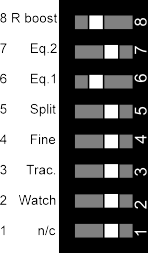 8 R boost 8
7 Eq.2 7
6 Eq.1 6
5 Split 5
4 Fine 4
3 Trac. 3
2 Watch 2
1 n/c 1